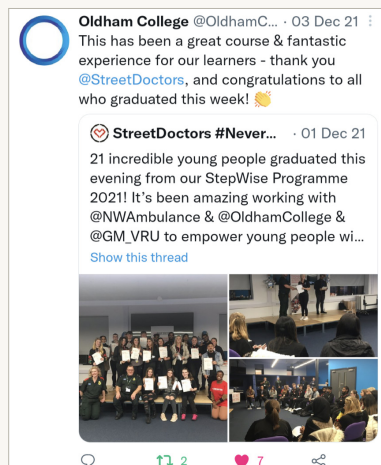 Oldham College @OldhamC... · 03 Dec 21
This has been a great course & fantastic
experience for our learners - thank you
@StreetDoctors, and congratulations to all
who graduated this week! 👏
StreetDoctors #Never... · 01 Dec 21
21 incredible young people graduated this
evening from our StepWise Programme
2021! It's been amazing working with
@NWAmbulance & @OldhamCollege &
@GM_VRU to empower young people wi...
Show this thread
2
7